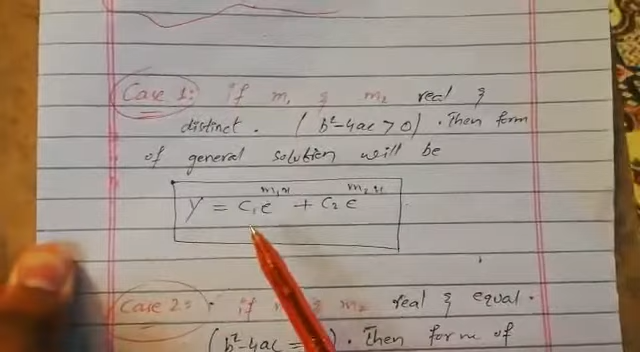 Case 1: if m₁ & m₂ real &
distinct. (b²-4ac > 0). Then form
of general solution will be
y = c₁e^{m₁x} + c₂e^{m₂x}
Case 2: if & m₂ real & equal.
(b²-4ac = ). Then form of